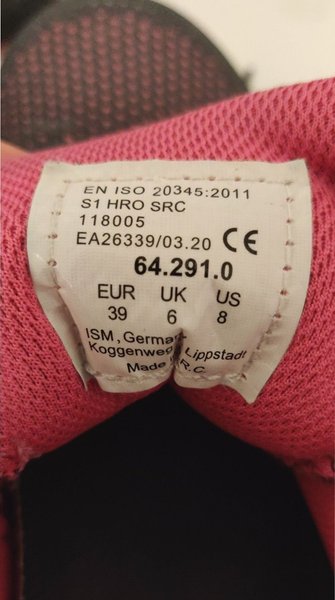 EN ISO 20345:2011
S1 HRO SRC
118005
EA26339/03.20 CE
64.291.0
EUR UK US
39 6 8
ISM, German
Koggenweg Lippstadt
Made R.C.